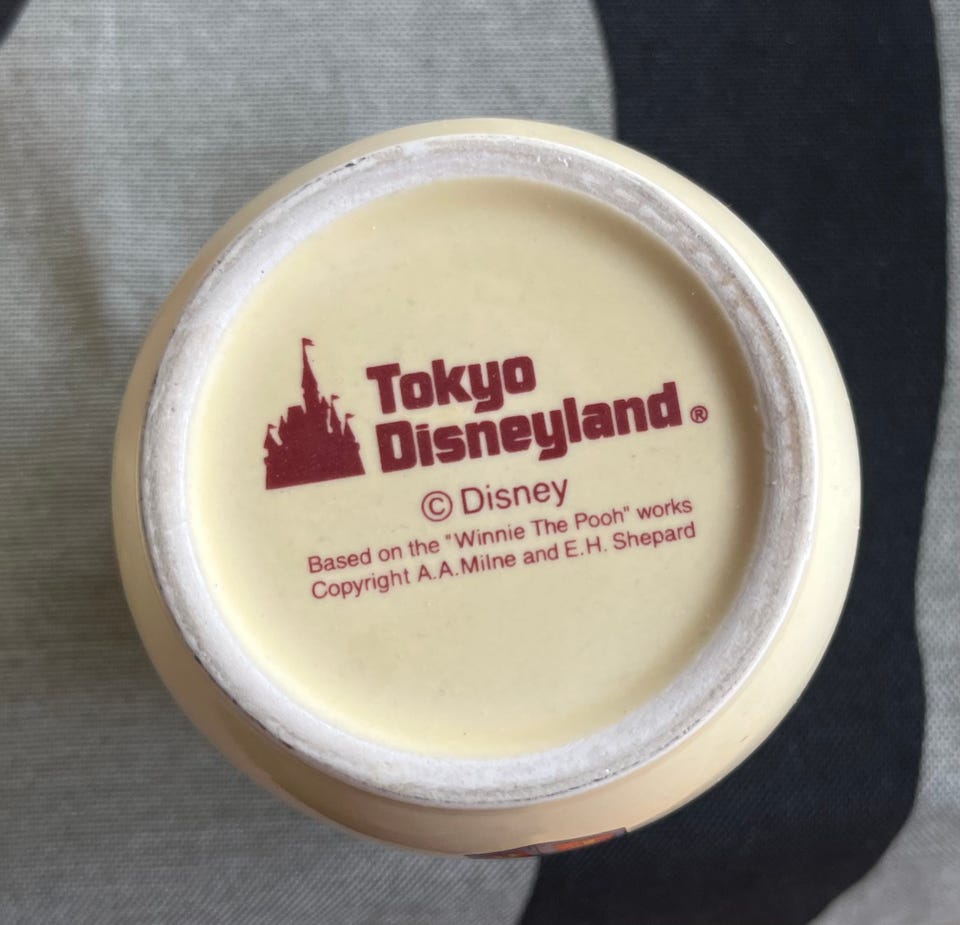 Tokyo
Disneyland®
© Disney
Based on the "Winnie The Pooh" works
Copyright A.A.Milne and E.H. Shepard